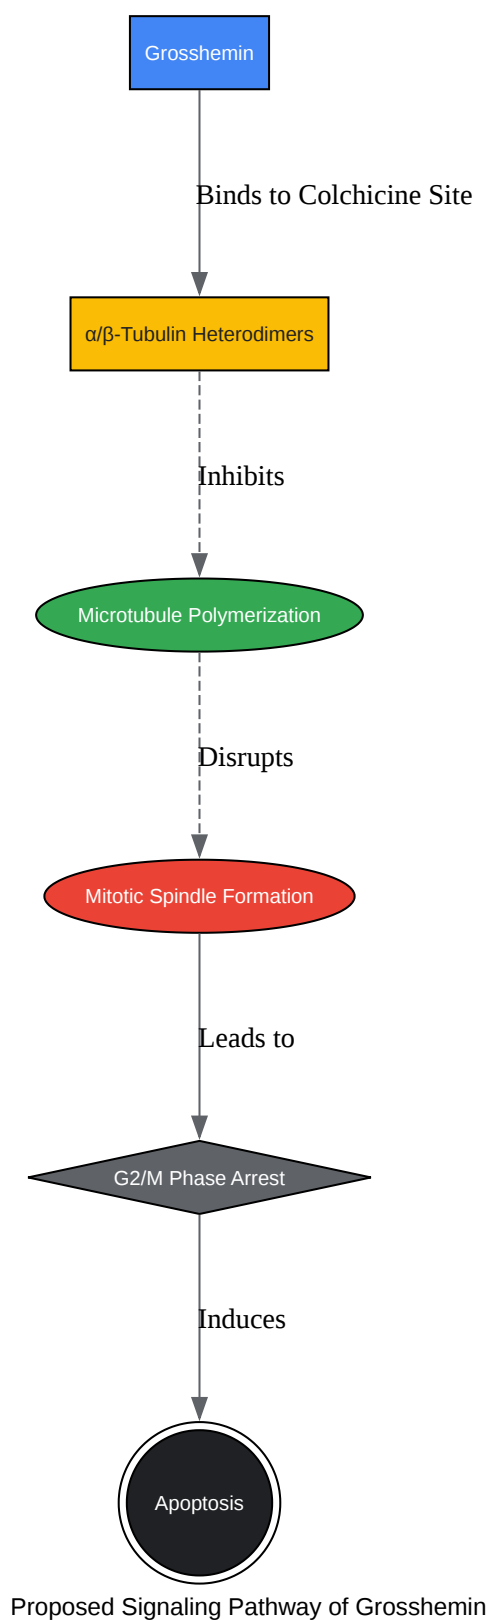 Grosshemin
Binds to Colchicine Site
α/β-Tubulin Heterodimers
Inhibits
Microtubule Polymerization
Disrupts
Mitotic Spindle Formation
Leads to
G2/M Phase Arrest
Induces
Apoptosis
Proposed Signaling Pathway of Grosshemin